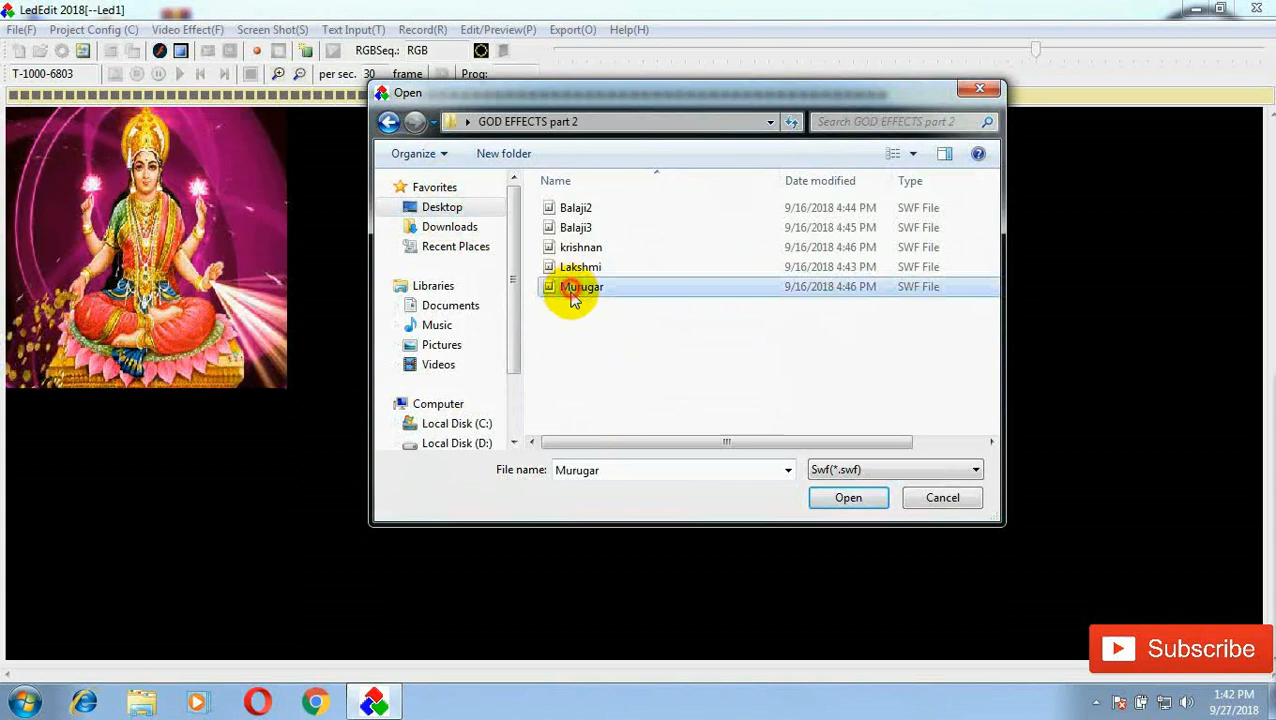 LedEdit 2018[--Led1]
File(F) Project Config (C) Video Effect(F) Screen Shot(S) Text Input(T) Record(R) Edit/Preview(P) Export(O) Help(H)
RGBSeq.: RGB
T-1000-6803 per sec. 30 frame Prog:
Open
GOD EFFECTS part 2 Search GOD EFFECTS part 2
Organize New folder
Favorites
Desktop
Downloads
Recent Places
Libraries
Documents
Music
Pictures
Videos
Computer
Local Disk (C:)
Local Disk (D:)
Name Date modified Type
Balaji2 9/16/2018 4:44 PM SWF File
Balaji3 9/16/2018 4:45 PM SWF File
krishnan 9/16/2018 4:46 PM SWF File
Lakshmi 9/16/2018 4:43 PM SWF File
Murugar 9/16/2018 4:46 PM SWF File
File name: Murugar Swf(*.swf)
Open Cancel
Subscribe
1:42 PM
9/27/2018